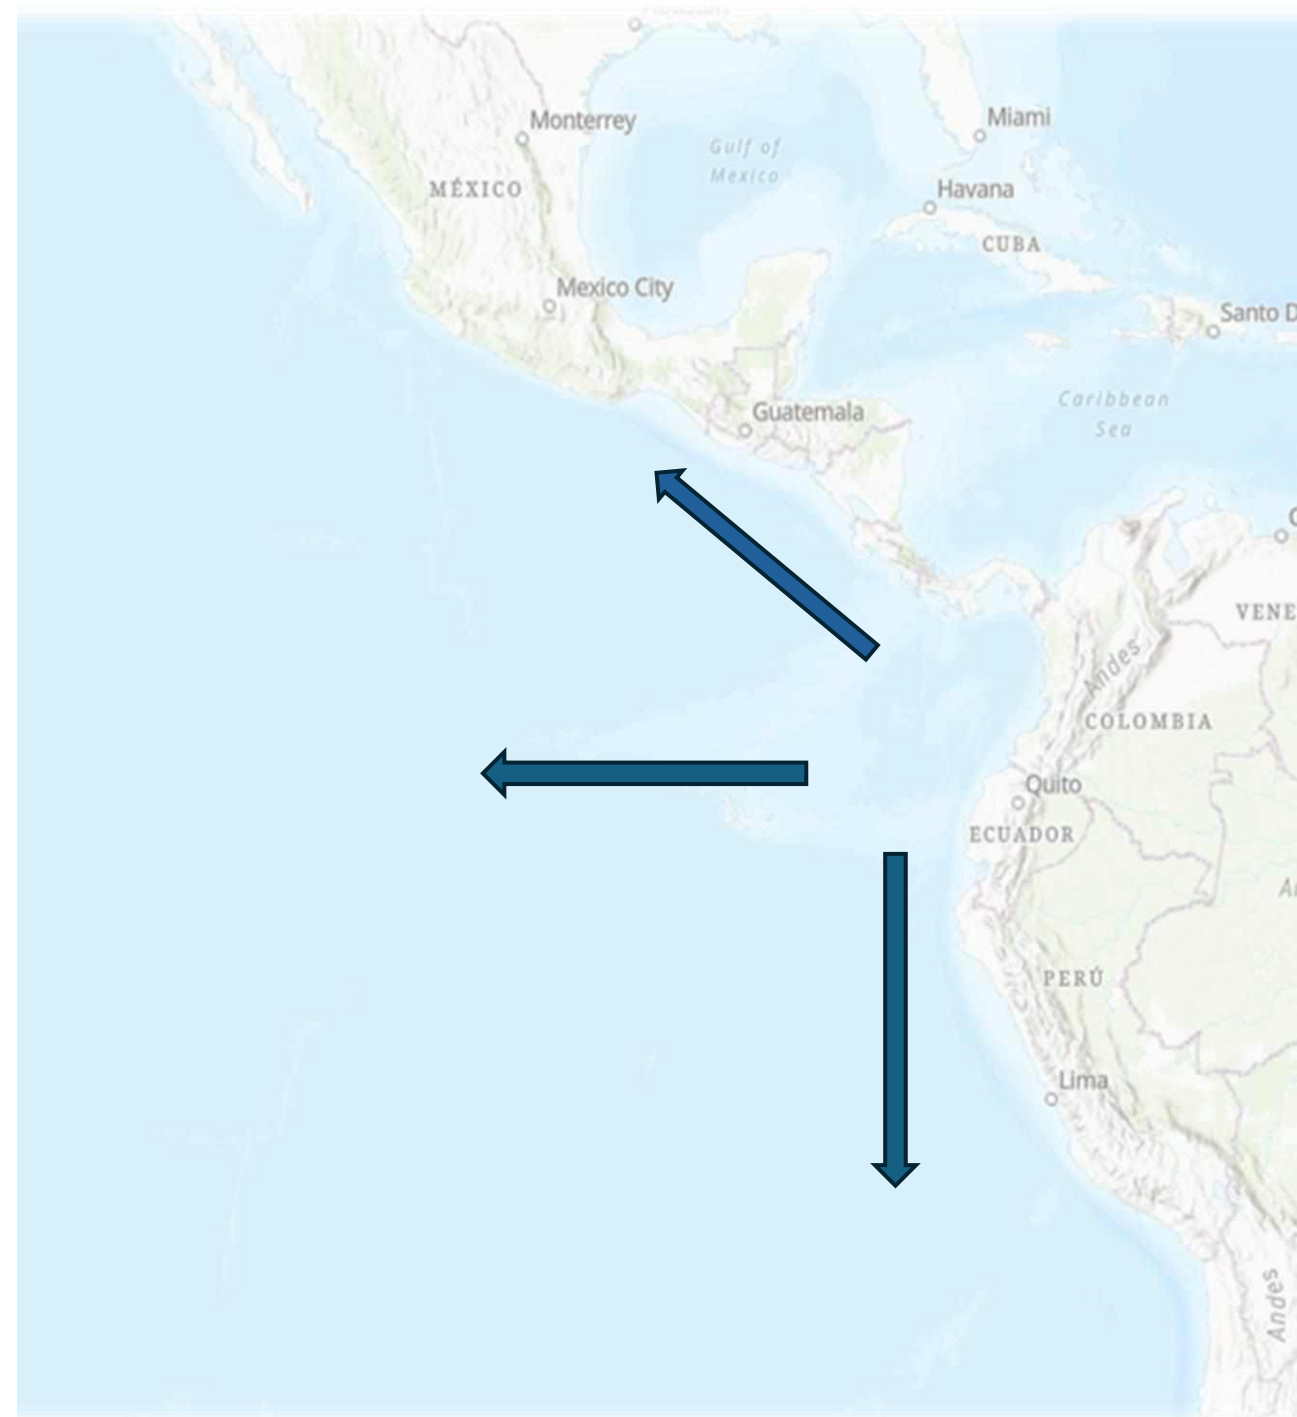 Monterrey
Miami
Gulf of
Mexico
MÉXICO
Havana
CUBA
Mexico City
Santo D
Caribbean
Sea
Guatemala
VENE
Andes
COLOMBIA
Quito
ECUADOR
PERÚ
Lima
Andes